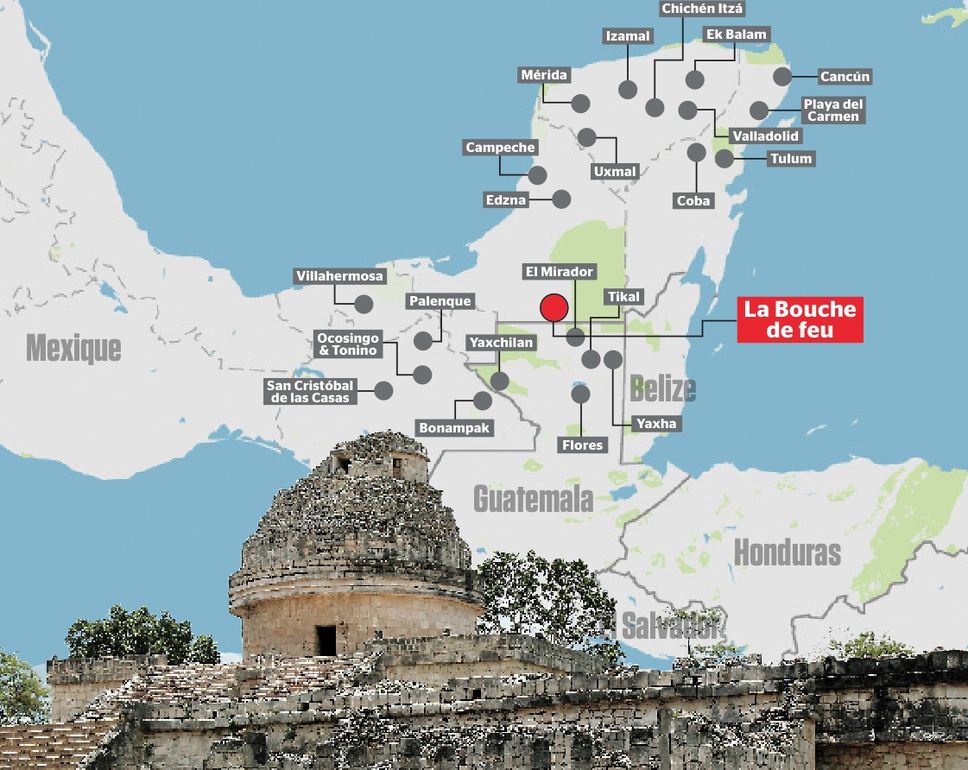 Chichén Itzá
Izamal
Ek Balam
Mérida
Cancún
Playa del
Carmen
Valladolid
Campeche
Tulum
Uxmal
Edzna
Coba
El Mirador
Villahermosa
Tikal
Palenque
La Bouche
de feu
Ocosingo
& Tonino
Yaxchilan
Mexique
San Cristóbal
de las Casas
Belize
Bonampak
Yaxha
Flores
Guatemala
Honduras
Salvador